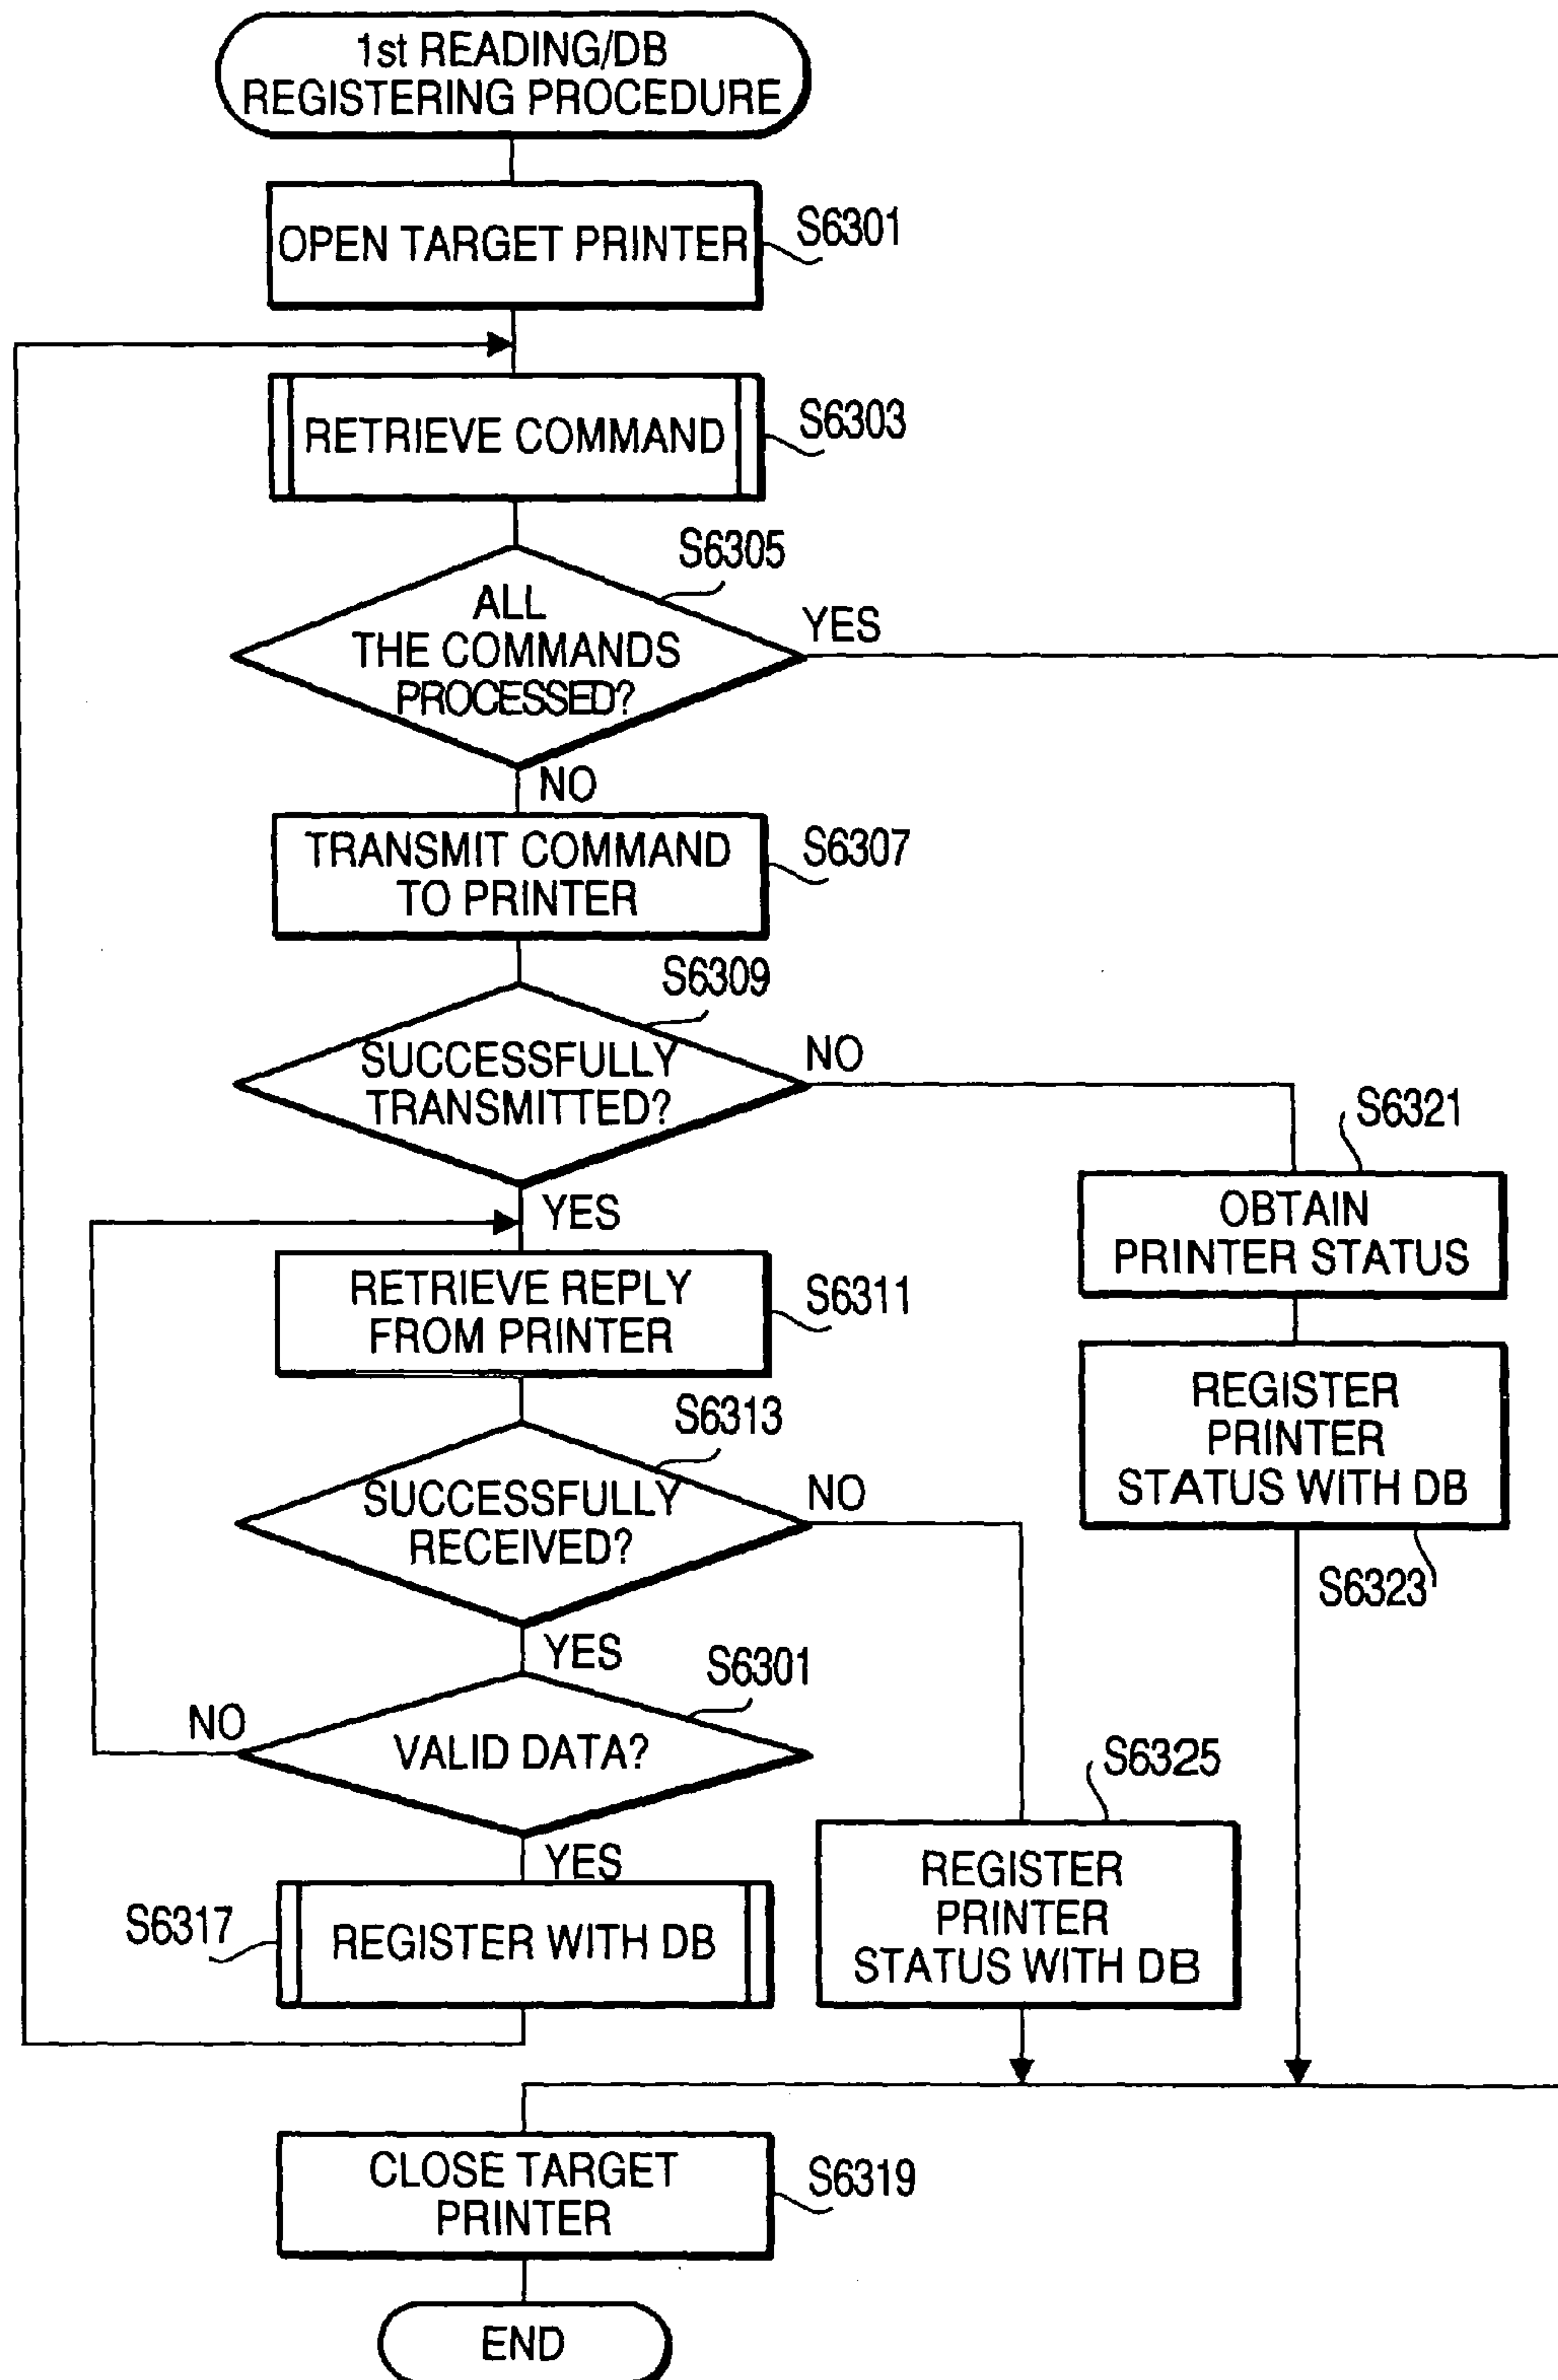 1st READING/DB
REGISTERING PROCEDURE
OPEN TARGET PRINTER
S6301
RETRIEVE COMMAND
S6303
S6305
ALL
THE COMMANDS
PROCESSED?
YES
NO
TRANSMIT COMMAND
TO PRINTER
S6307
S6309
SUCCESSFULLY
TRANSMITTED?
NO
YES
S6321
OBTAIN
PRINTER STATUS
RETRIEVE REPLY
FROM PRINTER
S6311
REGISTER
PRINTER
STATUS WITH DB
S6323
S6313
SUCCESSFULLY
RECEIVED?
NO
YES
S6301
VALID DATA?
NO
YES
S6325
REGISTER
PRINTER
STATUS WITH DB
S6317
REGISTER WITH DB
CLOSE TARGET
PRINTER
S6319
END